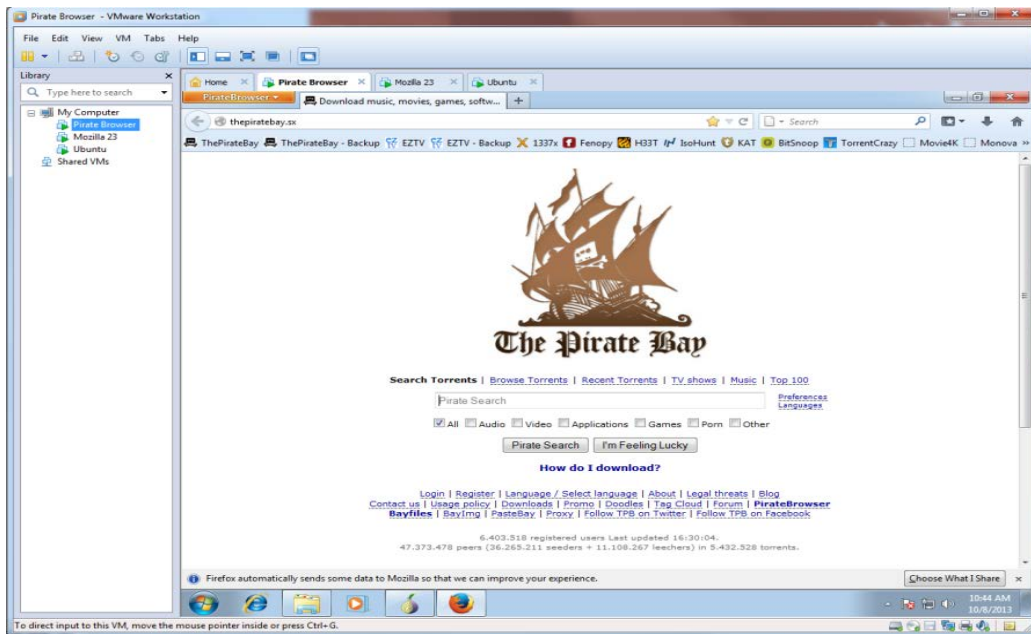 Pirate Browser - VMware Workstation
File Edit View VM Tabs Help
Library
Type here to search
My Computer
Pirate Browser
Mozilla 23
Ubuntu
Shared VMs
Home Pirate Browser Mozilla 23 Ubuntu
PirateBrowser Download music, movies, games, softw...
thepiratebay.sx Search
ThePirateBay ThePirateBay - Backup EZTV EZTV - Backup 1337x Fenopy H33T IsoHunt KAT BitSnoop TorrentCrazy Movie4K Monova »
The Pirate Bay
Search Torrents | Browse Torrents | Recent Torrents | TV shows | Music | Top 100
Pirate Search
Preferences
Languages
All Audio Video Applications Games Porn Other
Pirate Search I'm Feeling Lucky
How do I download?
Login | Register | Language / Select language | About | Legal threats | Blog
Contact us | Usage policy | Downloads | Promo | Doodles | Tag Cloud | Forum | PirateBrowser
Bayfiles | BayImg | PasteBay | Proxy | Follow TPB on Twitter | Follow TPB on Facebook
6.403.518 registered users Last updated 16:30:04.
47.373.478 peers (36.265.211 seeders + 11.108.267 leechers) in 5.432.528 torrents.
Firefox automatically sends some data to Mozilla so that we can improve your experience. Choose What I Share
10:44 AM
10/8/2013
To direct input to this VM, move the mouse pointer inside or press Ctrl+G.